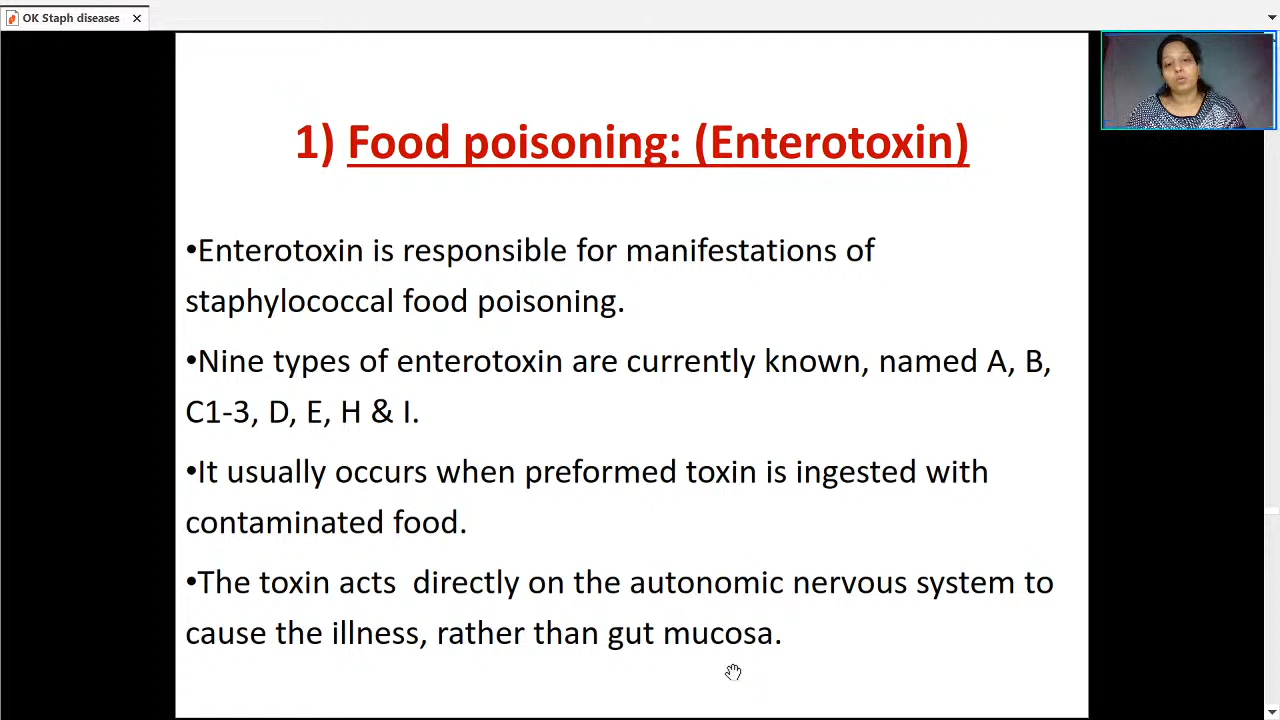 OK Staph diseases
1) Food poisoning: (Enterotoxin)
•Enterotoxin is responsible for manifestations of
staphylococcal food poisoning.
•Nine types of enterotoxin are currently known, named A, B,
C1-3, D, E, H & I.
•It usually occurs when preformed toxin is ingested with
contaminated food.
•The toxin acts  directly on the autonomic nervous system to
cause the illness, rather than gut mucosa.